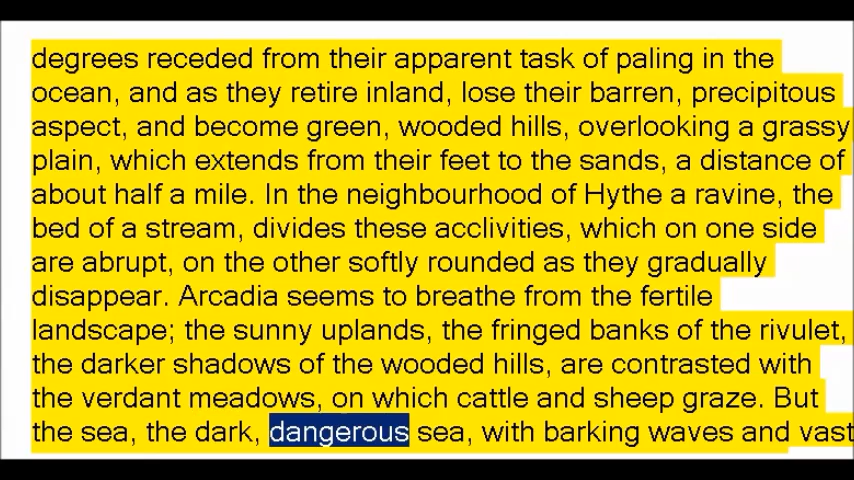 degrees receded from their apparent task of paling in the
ocean, and as they retire inland, lose their barren, precipitous
aspect, and become green, wooded hills, overlooking a grassy
plain, which extends from their feet to the sands, a distance of
about half a mile. In the neighbourhood of Hythe a ravine, the
bed of a stream, divides these acclivities, which on one side
are abrupt, on the other softly rounded as they gradually
disappear. Arcadia seems to breathe from the fertile
landscape; the sunny uplands, the fringed banks of the rivulet,
the darker shadows of the wooded hills, are contrasted with
the verdant meadows, on which cattle and sheep graze. But
the sea, the dark, dangerous sea, with barking waves and vast